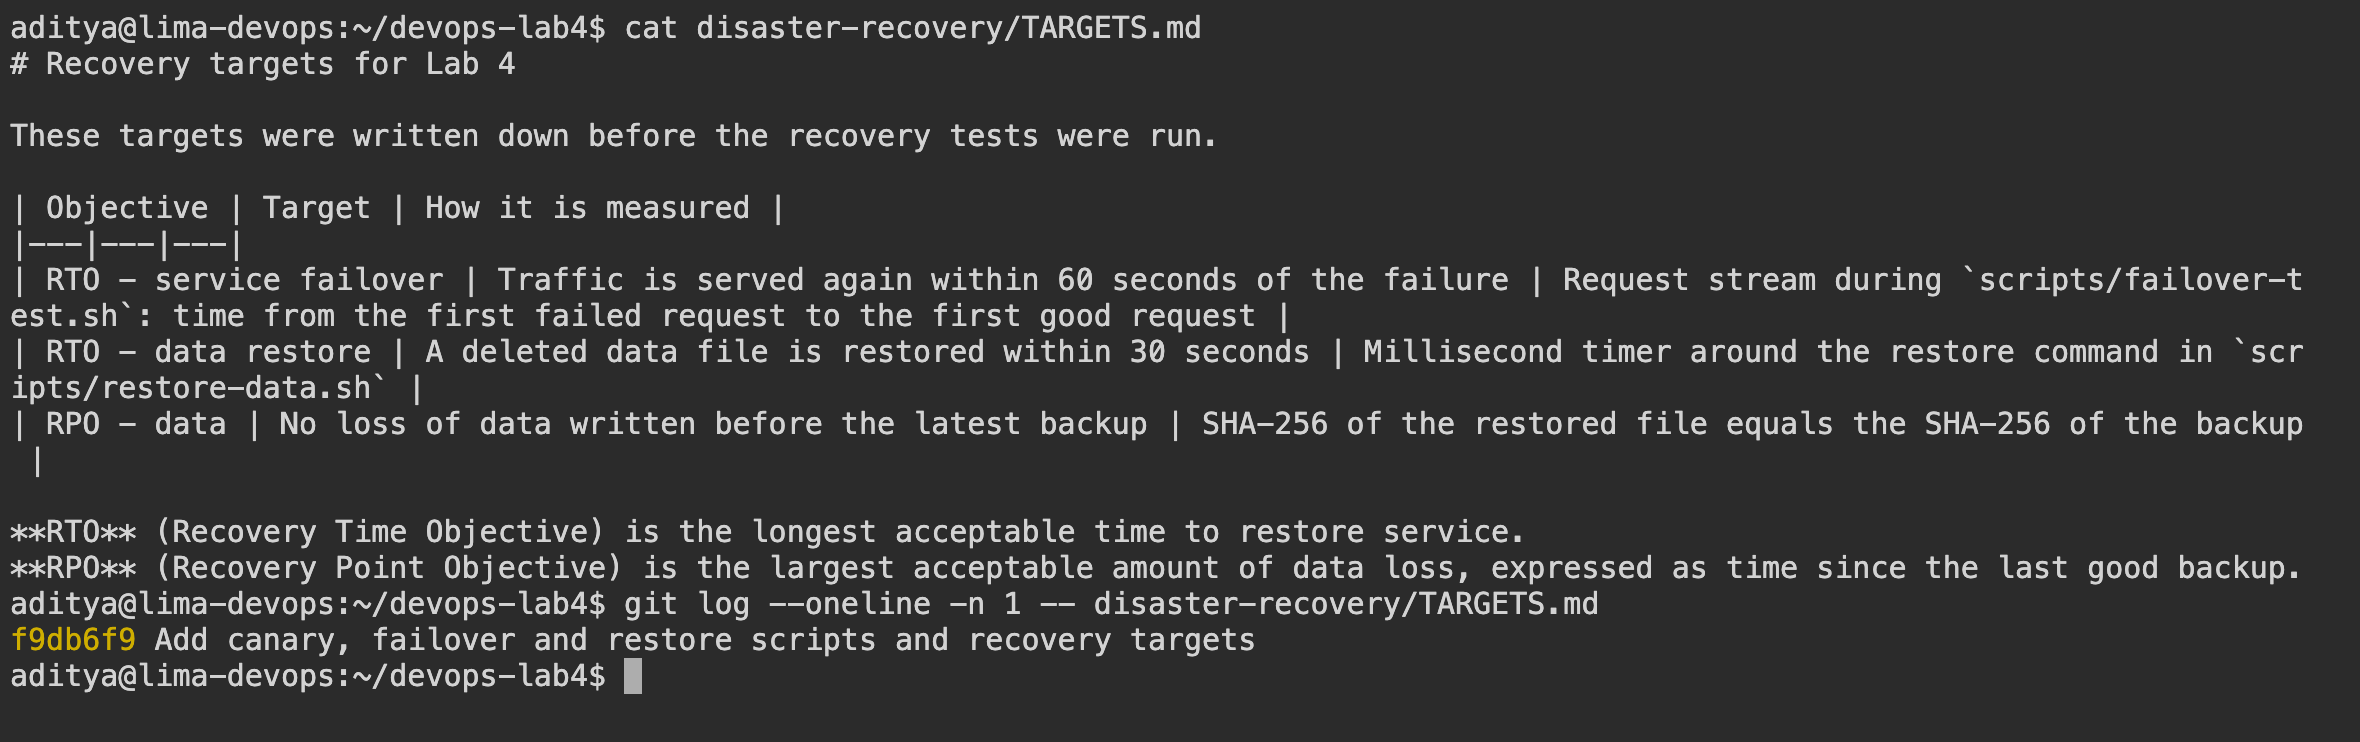 aditya@lima-devops:~/devops-lab4$ cat disaster-recovery/TARGETS.md
# Recovery targets for Lab 4
These targets were written down before the recovery tests were run.
| Objective | Target | How it is measured |
|---|---|---|
| RTO - service failover | Traffic is served again within 60 seconds of the failure | Request stream during `scripts/failover-t
est.sh`: time from the first failed request to the first good request |
| RTO - data restore | A deleted data file is restored within 30 seconds | Millisecond timer around the restore command in `scr
ipts/restore-data.sh` |
| RPO - data | No loss of data written before the latest backup | SHA-256 of the restored file equals the SHA-256 of the backup
 |
**RTO** (Recovery Time Objective) is the longest acceptable time to restore service.
**RPO** (Recovery Point Objective) is the largest acceptable amount of data loss, expressed as time since the last good backup.
aditya@lima-devops:~/devops-lab4$ git log --oneline -n 1 -- disaster-recovery/TARGETS.md
f9db6f9 Add canary, failover and restore scripts and recovery targets
aditya@lima-devops:~/devops-lab4$